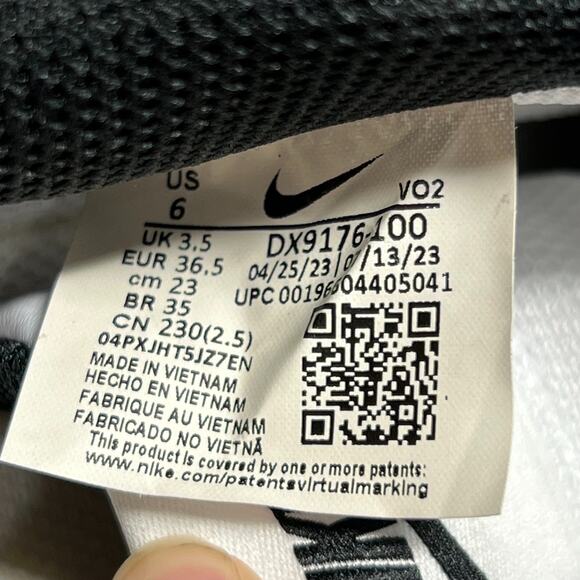 US
6
VO2
UK 3.5
EUR 36.5
cm 23
BR 35
CN 230(2.5)
04PXJHT5JZ7EN
DX9176-100
04/25/23 | 07/13/23
UPC 00196604405041
MADE IN VIETNAM
HECHO EN VIETNAM
FABRIQUE AU VIETNAM
FABRICADO NO VIETNÃ
This product is covered by one or more patents:
www.nike.com/patentsvirtualmarking